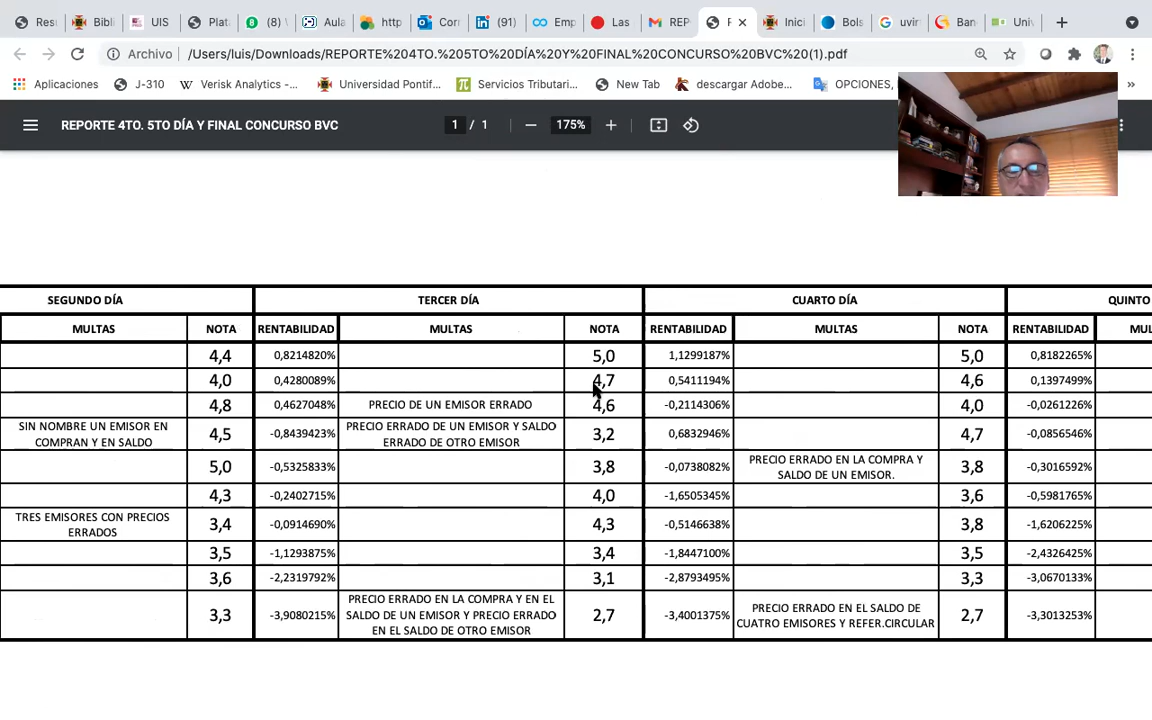 Rest Bibli UIS Plat (8) \ Aula http Corr (91) Emp Las REP Inici Bols uvir Ban Univ
Archivo /Users/luis/Downloads/REPORTE%204TO.%205TO%20DÍA%20Y%20FINAL%20CONCURSO%20BVC%20(1).pdf
Aplicaciones J-310 Verisk Analytics -... Universidad Pontif... Servicios Tributari... New Tab descargar Adobe... OPCIONES, »
REPORTE 4TO. 5TO DÍA Y FINAL CONCURSO BVC 1 / 1 175%
SEGUNDO DÍA TERCER DÍA CUARTO DÍA QUINTO
MULTAS NOTA RENTABILIDAD MULTAS NOTA RENTABILIDAD MULTAS NOTA RENTABILIDAD MUL
4,4 0,8214820% 5,0 1,1299187% 5,0 0,8182265%
4,0 0,4280089% 4,7 0,5411194% 4,6 0,1397499%
4,8 0,4627048% PRECIO DE UN EMISOR ERRADO 4,6 -0,2114306% 4,0 -0,0261226%
SIN NOMBRE UN EMISOR EN
COMPRAN Y EN SALDO
4,5 -0,8439423%
PRECIO ERRADO DE UN EMISOR Y SALDO
ERRADO DE OTRO EMISOR
3,2 0,6832946% 4,7 -0,0856546%
5,0 -0,5325833% 3,8 -0,0738082%
PRECIO ERRADO EN LA COMPRA Y
SALDO DE UN EMISOR.
3,8 -0,3016592%
4,3 -0,2402715% 4,0 -1,6505345% 3,6 -0,5981765%
TRES EMISORES CON PRECIOS
ERRADOS
3,4 -0,0914690% 4,3 -0,5146638% 3,8 -1,6206225%
3,5 -1,1293875% 3,4 -1,8447100% 3,5 -2,4326425%
3,6 -2,2319792% 3,1 -2,8793495% 3,3 -3,0670133%
3,3 -3,9080215%
PRECIO ERRADO EN LA COMPRA Y EN EL
SALDO DE UN EMISOR Y PRECIO ERRADO
EN EL SALDO DE OTRO EMISOR
2,7 -3,4001375%
PRECIO ERRADO EN EL SALDO DE
CUATRO EMISORES Y REFER.CIRCULAR
2,7 -3,3013253%